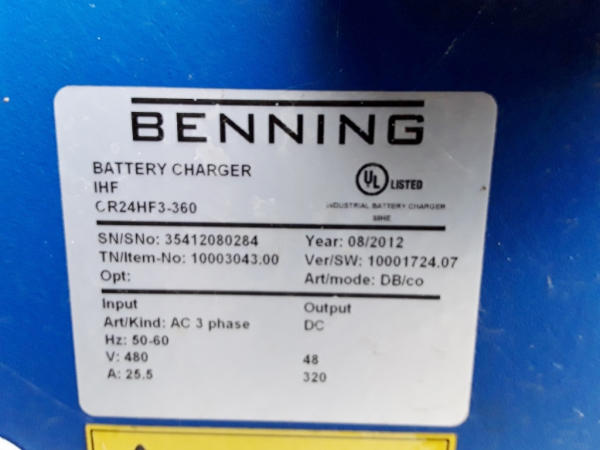 BENNING
BATTERY CHARGER
IHF
CR24HF3-360
UL LISTED
INDUSTRIAL BATTERY CHARGER
SN/SNo: 35412080284 Year: 08/2012
TN/Item-No: 10003043.00 Ver/SW: 10001724.07
Opt: Art/mode: DB/co
Input Output
Art/Kind: AC 3 phase DC
Hz: 50-60
V: 480 48
A: 25.5 320